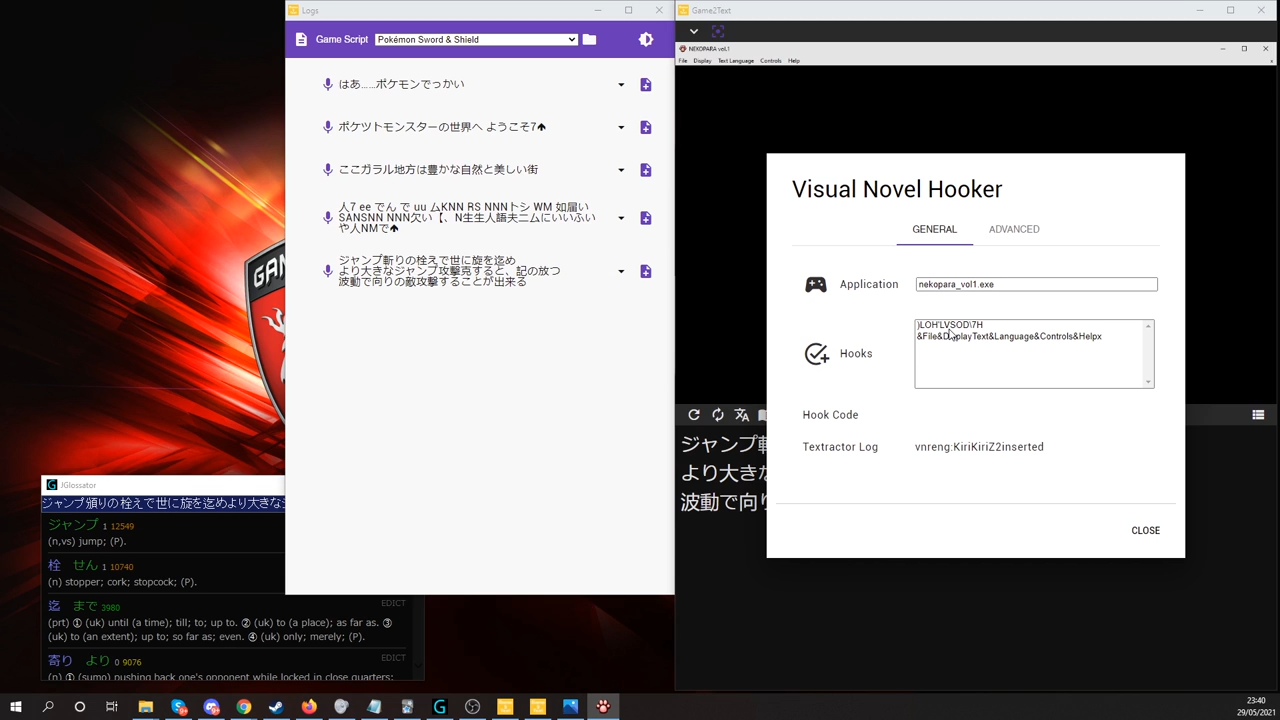 Logs
Game Script
Pokémon Sword & Shield
はあ……ポケモンでっかい
ポケツトモンスターの世界へ ようこそ7🡹
ここガラル地方は豊かな自然と美しい街
人7 ee でん で uu ムKNN RS NNNトシ WM 如届い
SANSNN NNN欠い【、N生生人語夫ニムにいいふい
や人NMで🡹
ジャンプ斬りの栓えで世に旋を迄め
より大きなジャンプ攻撃克すると、記の放つ
波動で向りの敵攻撃することが出来る
JGlossator
ジャンプ 頒りの 栓えで 世に旋を迄めより大きな
ジャンプ 1 12549
(n,vs) jump; (P).
栓 せん 1 10740
(n) stopper; cork; stopcock; (P).
迄 まで 3980
EDICT
(prt) ① (uk) until (a time); till; to; up to. ② (uk) to (a place); as far as. ③
(uk) to (an extent); up to; so far as; even. ④ (uk) only; merely; (P).
寄り より 0 9076
EDICT
(n) ① (sumo) pushing back one's opponent while locked in close quarters;
Game2Text
NEKOPARA vol.1
File Display Text Language Controls Help
Visual Novel Hooker
GENERAL
ADVANCED
Application
nekopara_vol1.exe
Hooks
)LOH'LVSOD\7H
&File&DisplayText&Language&Controls&Helpx
Hook Code
Textractor Log
vnreng:KiriKiriZ2inserted
CLOSE
ジャンプ
より大き
波動で向
23:40
29/05/2021